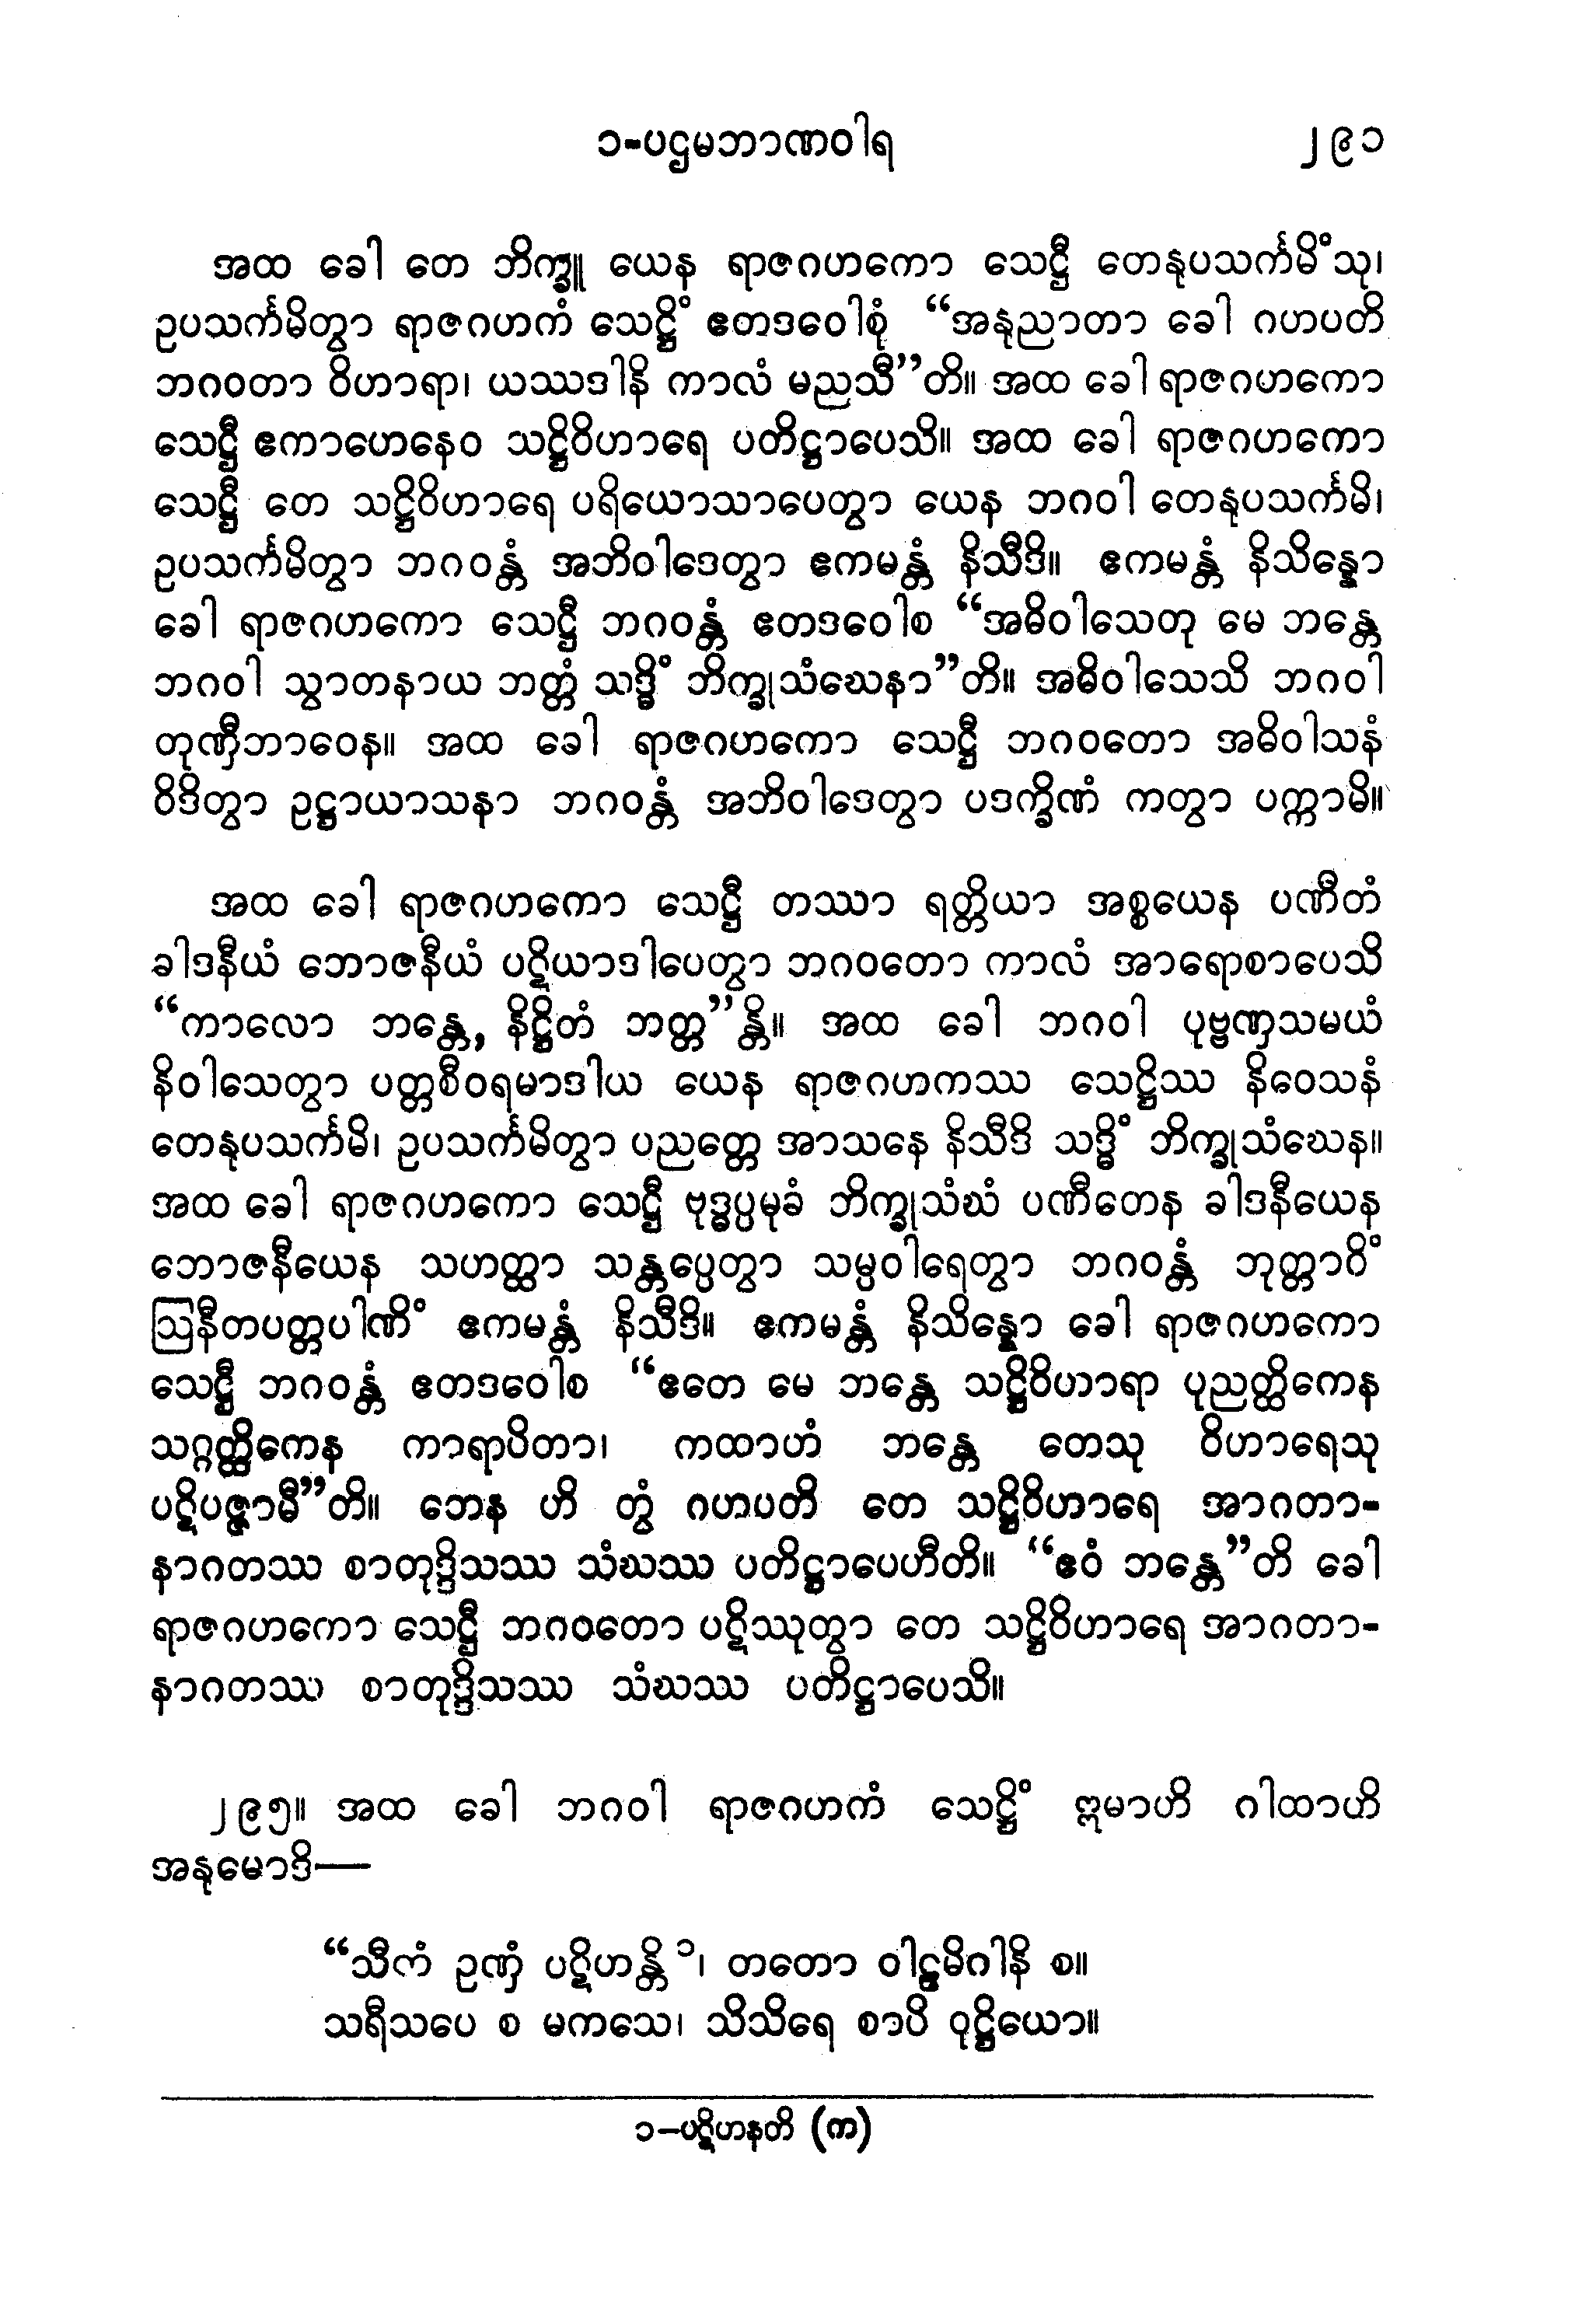 ၁-ပဌမဘာဏဝါရ ၂၉၁
အထ ခေါ တေ ဘိက္ခူ ယေန ရာဇဂဟကော သေဋ္ဌီ တေနုပသင်္ကမိံသု၊
ဥပသင်္ကမိတွာ ရာဇဂဟကံ သေဋ္ဌိံ ဧတဒဝေါစုံ “အနုညာတာ ခေါ ဂဟပတိ
ဘဂဝတာ ဝိဟာရာ၊ ယဿဒါနိ ကာလံ မညသီ”တိ။ အထ ခေါ ရာဇဂဟကော
သေဋ္ဌီ ဧကာဟေနေဝ သဋ္ဌိဝိဟာရေ ပတိဋ္ဌာပေသိ။ အထ ခေါ ရာဇဂဟကော
သေဋ္ဌီ တေ သဋ္ဌိဝိဟာရေ ပရိယောသာပေတွာ ယေန ဘဂဝါ တေနုပသင်္ကမိ၊
ဥပသင်္ကမိတွာ ဘဂဝန္တံ အဘိဝါဒေတွာ ဧကမန္တံ နိသီဒိ။ ဧကမန္တံ နိသိန္နော
ခေါ ရာဇဂဟကော သေဋ္ဌီ ဘဂဝန္တံ ဧတဒဝေါစ “အဓိဝါသေတု မေ ဘန္တေ
ဘဂဝါ သွာတနာယ ဘတ္တံ သဒ္ဓိံ ဘိက္ခုသံဃေနာ”တိ။ အဓိဝါသေသိ ဘဂဝါ
တုဏှီဘာဝေန။ အထ ခေါ ရာဇဂဟကော သေဋ္ဌီ ဘဂဝတော အဓိဝါသနံ
ဝိဒိတွာ ဥဋ္ဌာယာသနာ ဘဂဝန္တံ အဘိဝါဒေတွာ ပဒက္ခိဏံ ကတွာ ပက္ကာမိ။
အထ ခေါ ရာဇဂဟကော သေဋ္ဌီ တဿာ ရတ္တိယာ အစ္စယေန ပဏီတံ
ခါဒနီယံ ဘောဇနီယံ ပဋိယာဒါပေတွာ ဘဂဝတော ကာလံ အာရောစာပေသိ
“ကာလော ဘန္တေ, နိဋ္ဌိတံ ဘတ္တ”န္တိ။ အထ ခေါ ဘဂဝါ ပုဗ္ဗဏှသမယံ
နိဝါသေတွာ ပတ္တစီဝရမာဒါယ ယေန ရာဇဂဟကဿ သေဋ္ဌိဿ နိဝေသနံ
တေနုပသင်္ကမိ၊ ဥပသင်္ကမိတွာ ပညတ္တေ အာသနေ နိသီဒိ သဒ္ဓိံ ဘိက္ခုသံဃေန။
အထ ခေါ ရာဇဂဟကော သေဋ္ဌီ ဗုဒ္ဓပ္ပမုခံ ဘိက္ခုသံဃံ ပဏီတေန ခါဒနီယေန
ဘောဇနီယေန သဟတ္ထာ သန္တပ္ပေတွာ သမ္ပဝါရေတွာ ဘဂဝန္တံ ဘုတ္တာဝိံ
ဩနီတပတ္တပါဏိံ ဧကမန္တံ နိသီဒိ။ ဧကမန္တံ နိသိန္နော ခေါ ရာဇဂဟကော
သေဋ္ဌီ ဘဂဝန္တံ ဧတဒဝေါစ “ဧတေ မေ ဘန္တေ သဋ္ဌိဝိဟာရာ ပုညတ္ထိကေန
သဂ္ဂတ္ထိကေန ကာရာပိတာ၊ ကထာဟံ ဘန္တေ တေသု ဝိဟာရေသု
ပဋိပဇ္ဇာမီ”တိ။ တေန ဟိ တွံ ဂဟပတိ တေ သဋ္ဌိဝိဟာရေ အာဂတာ-
နာဂတဿ စာတုဒ္ဒိသဿ သံဃဿ ပတိဋ္ဌာပေဟီတိ။ “ဧဝံ ဘန္တေ”တိ ခေါ
ရာဇဂဟကော သေဋ္ဌီ ဘဂဝတော ပဋိဿုတွာ တေ သဋ္ဌိဝိဟာရေ အာဂတာ-
နာဂတဿ စာတုဒ္ဒိသဿ သံဃဿ ပတိဋ္ဌာပေသိ။
၂၉၅။ အထ ခေါ ဘဂဝါ ရာဇဂဟကံ သေဋ္ဌိံ ဣမာဟိ ဂါထာဟိ
အနုမောဒိ—
“သီတံ ဥဏှံ ပဋိဟန္တိ ၁၊ တတော ဝါဠမိဂါနိ စ။
သရီသပေ စ မကသေ၊ သိသိရေ စာပိ ဝုဋ္ဌိယော။
၁–ပဋိဟနတိ (က)